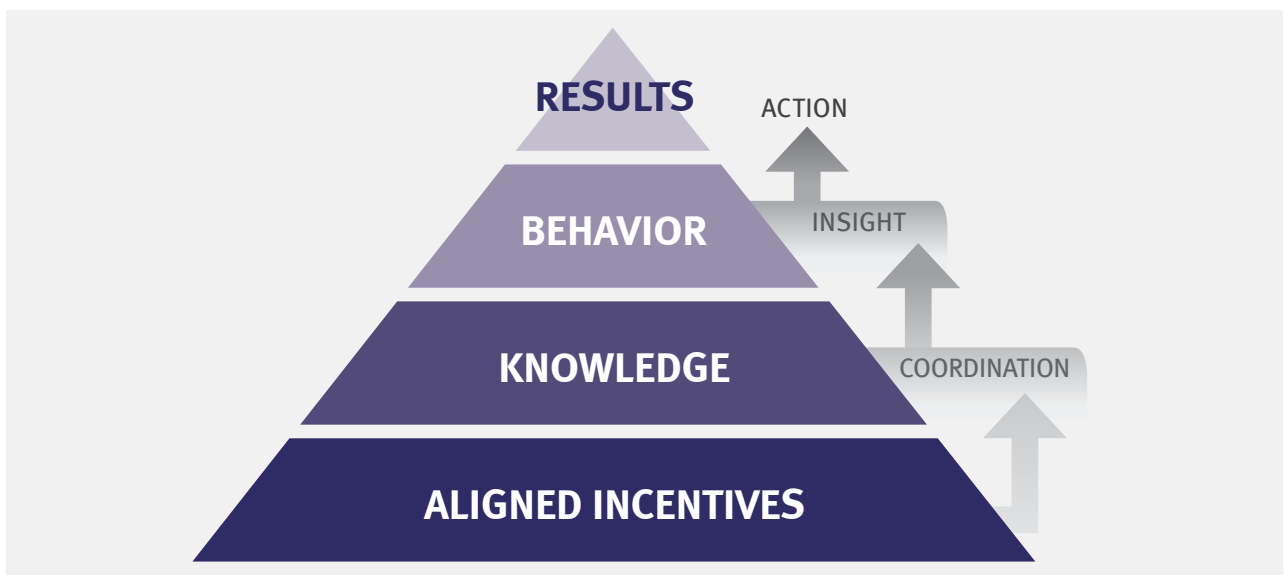 RESULTS
ACTION
BEHAVIOR
INSIGHT
KNOWLEDGE
COORDINATION
ALIGNED INCENTIVES